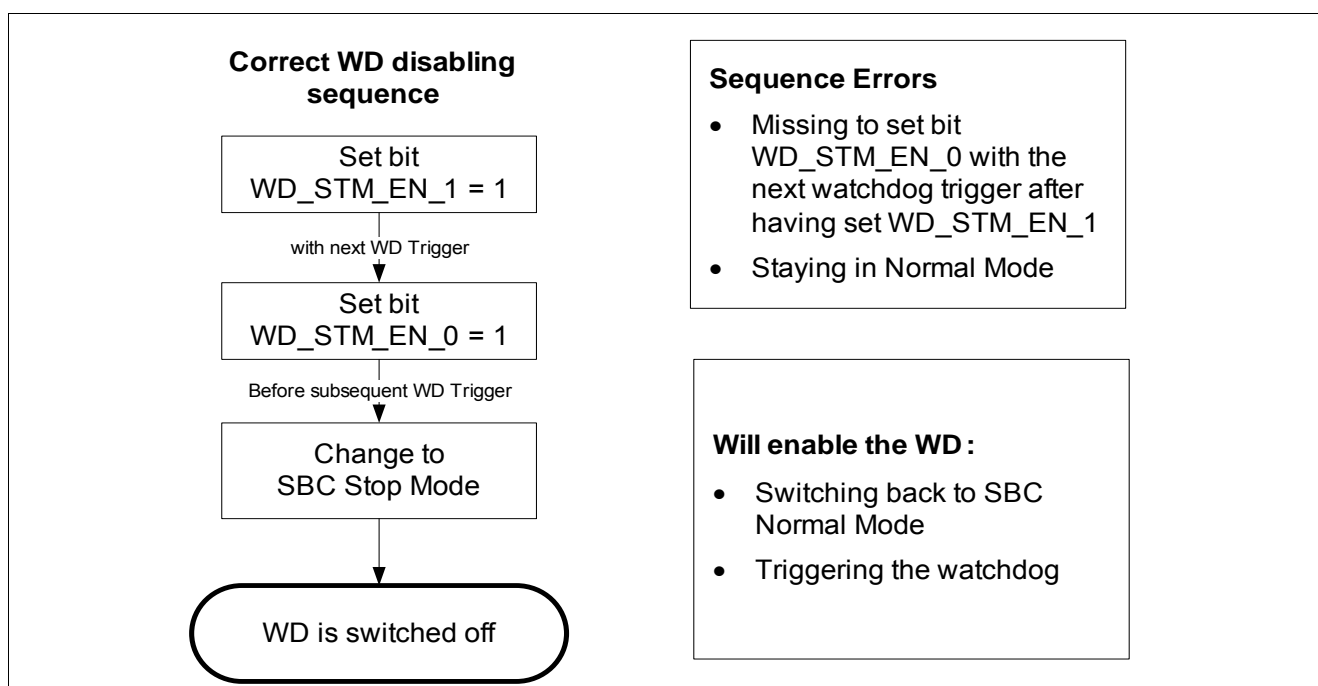 Correct WD disabling
sequence
Set bit
WD_STM_EN_1 = 1
with next WD Trigger
Set bit
WD_STM_EN_0 = 1
Before subsequent WD Trigger
Change to
SBC Stop Mode
WD is switched off
Sequence Errors
• Missing to set bit
WD_STM_EN_0 with the
next watchdog trigger after
having set WD_STM_EN_1
• Staying in Normal Mode
Will enable the WD :
• Switching back to SBC
Normal Mode
• Triggering the watchdog